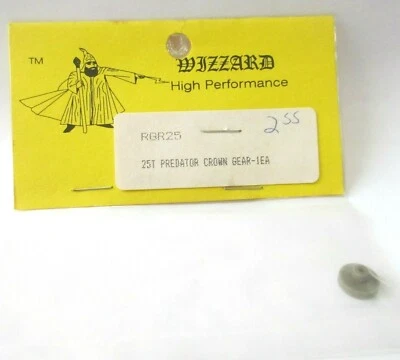 TM
WIZZARD
High Performance
RGR25
2 55
25T PREDATOR CROWN GEAR-1EA